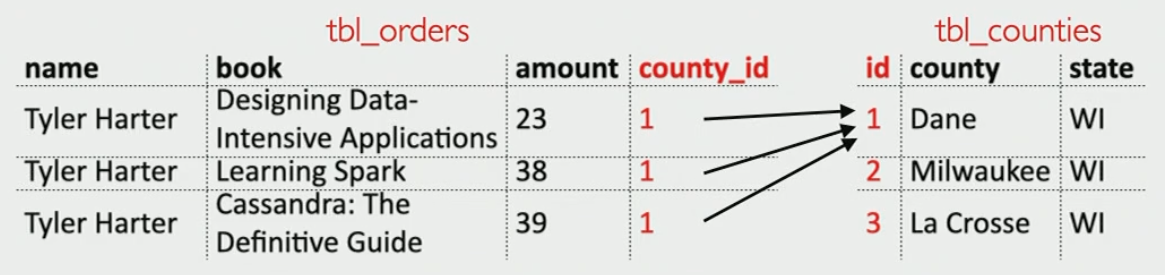 tbl_orders tbl_counties
name book amount county_id id county state
Designing Data-
Tyler Harter 23 1 1 Dane WI
Intensive Applications
Tyler Harter Learning Spark 38 1 2 Milwaukee WI
Cassandra: The
Tyler Harter 39 1 3 La Crosse WI
Definitive Guide